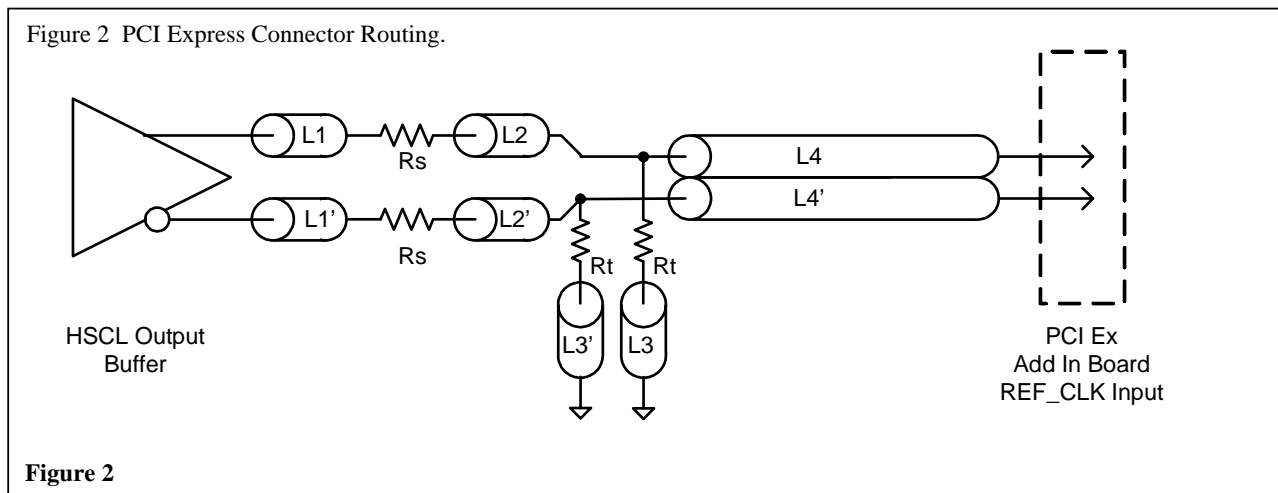 Figure 2 PCI Express Connector Routing.
L1
Rs
L2
L4
L1’
Rs
L2’
L4’
Rt
Rt
L3’
L3
HSCL Output
Buffer
PCI Ex
Add In Board
REF_CLK Input
Figure 2